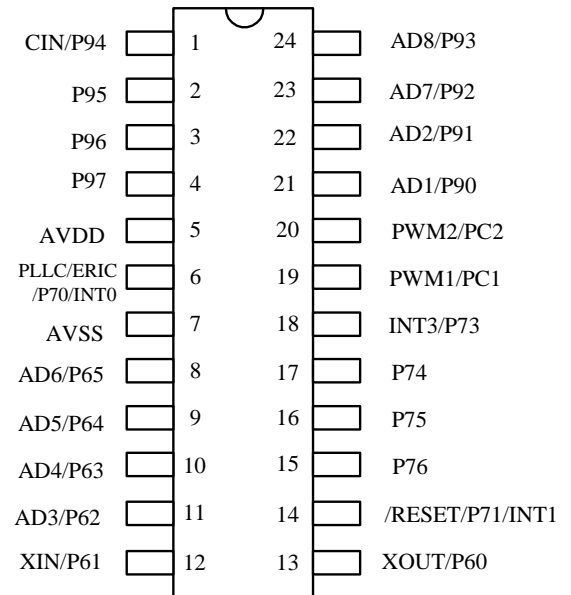 CIN/P94 1 24 AD8/P93
P95 2 23 AD7/P92
P96 3 22 AD2/P91
P97 4 21 AD1/P90
AVDD 5 20 PWM2/PC2
PLLC/ERIC
/P70/INT0 6 19 PWM1/PC1
AVSS 7 18 INT3/P73
AD6/P65 8 17 P74
AD5/P64 9 16 P75
AD4/P63 10 15 P76
AD3/P62 11 14 /RESET/P71/INT1
XIN/P61 12 13 XOUT/P60